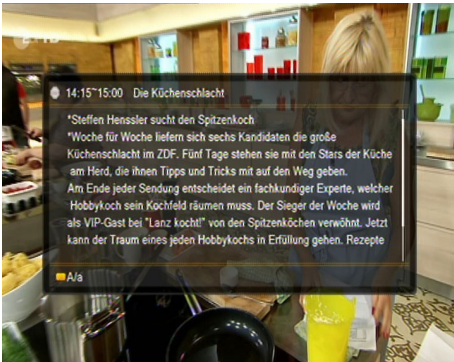 14:15~15:00 Die Küchenschlacht
*Steffen Henssler sucht den Spitzenkoch
*Woche für Woche liefern sich sechs Kandidaten die große
Küchenschlacht im ZDF. Fünf Tage stehen sie mit den Stars der Küche
am Herd, die ihnen Tipps und Tricks mit auf den Weg geben.
Am Ende jeder Sendung entscheidet ein fachkundiger Experte, welcher
Hobbykoch sein Kochfeld räumen muss. Der Sieger der Woche wird
als VIP-Gast bei "Lanz kocht!" von den Spitzenköchen verwöhnt. Jetzt
kann der Traum eines jeden Hobbykochs in Erfüllung gehen. Rezepte
A/a